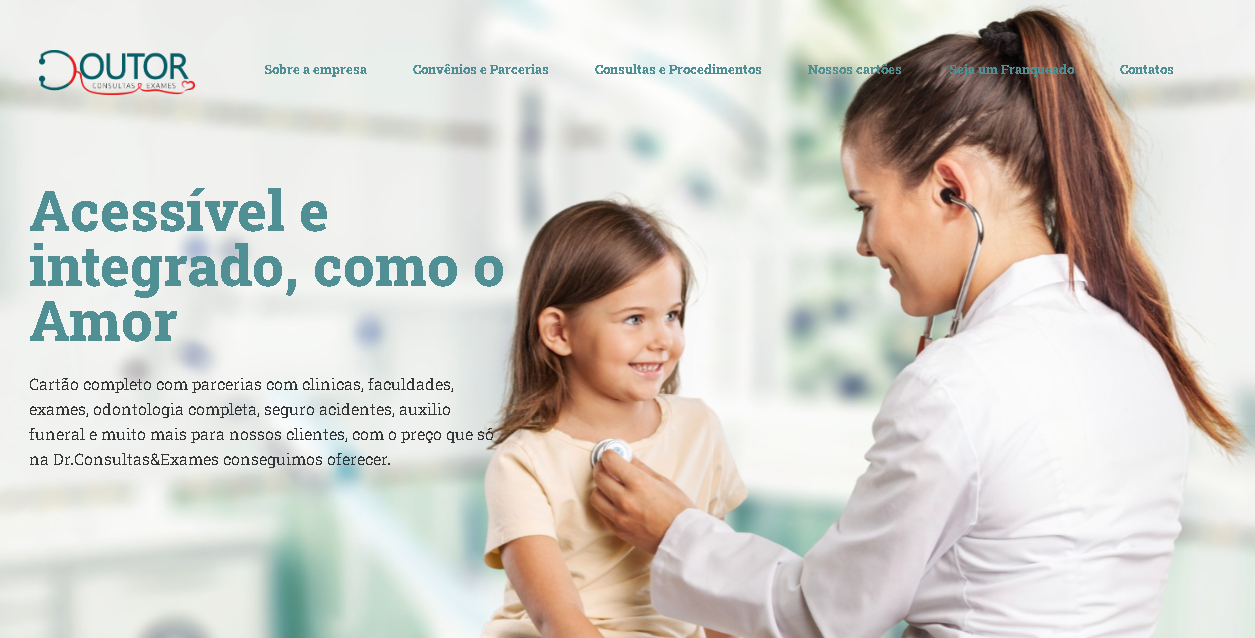 DOUTOR
CONSULTAS & EXAMES
Sobre a empresa
Convênios e Parcerias
Consultas e Procedimentos
Nossos cartões
Seja um Franqueado
Contatos
Acessível e
integrado, como o
Amor
Cartão completo com parcerias com clinicas, faculdades,
exames, odontologia completa, seguro acidentes, auxilio
funeral e muito mais para nossos clientes, com o preço que só
na Dr.Consultas&Exames conseguimos oferecer.